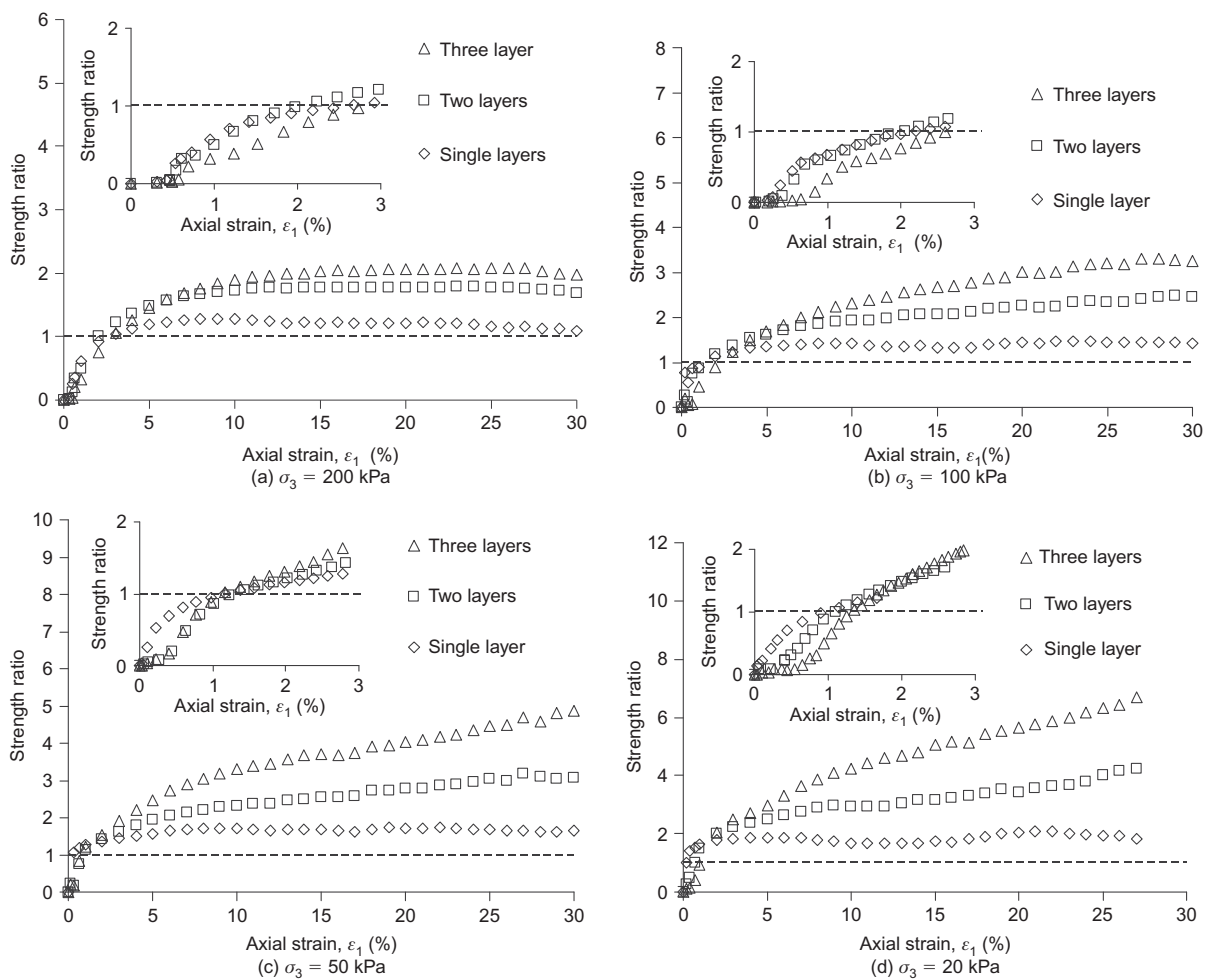 6
5
4
3
2
1
0
Strength ratio
0
5
10
15
20
25
30
Axial strain, ε1 (%)
(a) σ3 = 200 kPa
2
1
0
Strength ratio
0
1
2
3
Axial strain, ε1 (%)
Three layer
Two layers
Single layers
8
7
6
5
4
3
2
1
0
Strength ratio
0
5
10
15
20
25
30
Axial strain, ε1(%)
(b) σ3 = 100 kPa
2
1
0
Strength ratio
0
1
2
3
Axial strain, ε1 (%)
Three layers
Two layers
Single layer
10
9
8
7
6
5
4
3
2
1
0
Strength ratio
0
5
10
15
20
25
30
Axial strain, ε1 (%)
(c) σ3 = 50 kPa
2
1
0
Strength ratio
0
1
2
3
Axial strain, ε1 (%)
Three layers
Two layers
Single layer
12
10
8
6
4
2
0
Strength ratio
0
5
10
15
20
25
30
Axial strain, ε1 (%)
(d) σ3 = 20 kPa
2
1
0
Strength ratio
0
1
2
3
Axial strain, ε1 (%)
Three layers
Two layers
Single layer